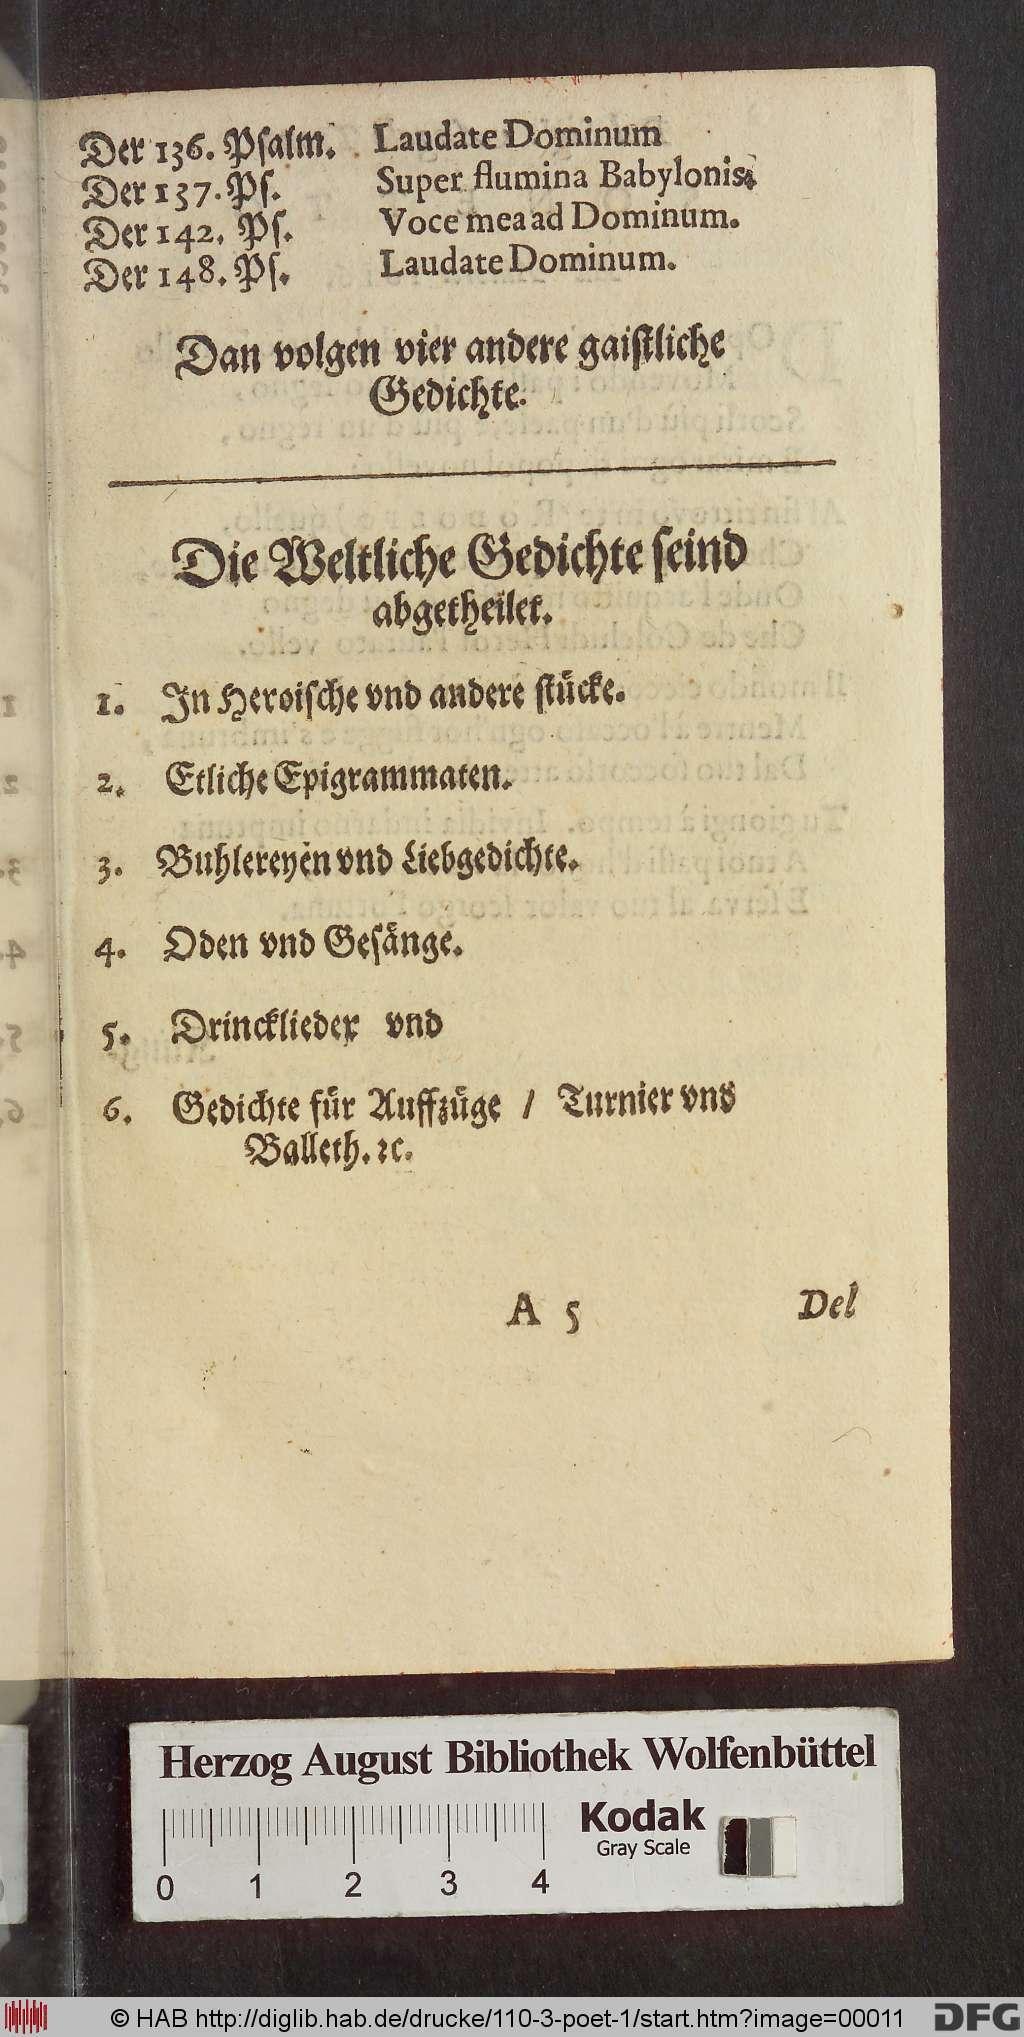 Der 136. Psalm. Laudate Dominum
Der 137. Ps. Super flumina Babylonis.
Der 142. Ps. Voce mea ad Dominum.
Der 148. Ps. Laudate Dominum.
Dan volgen vier andere gaistliche
Gedichte.
Die Weltliche Gedichte seind
abgetheilet.
1. In Heroische vnd andere stücke.
2. Etliche Epigrammaten.
3. Buhlereyen vnd Liebgedichte.
4. Oden vnd Gesänge.
5. Drincklieder vnd
6. Gedichte für Auffzüge / Turnier vnd
Balleth. ꝛc.
A 5 Del
Herzog August Bibliothek Wolfenbüttel
Kodak
Gray Scale
0 1 2 3 4
© HAB http://diglib.hab.de/drucke/110-3-poet-1/start.htm?image=00011
DFG